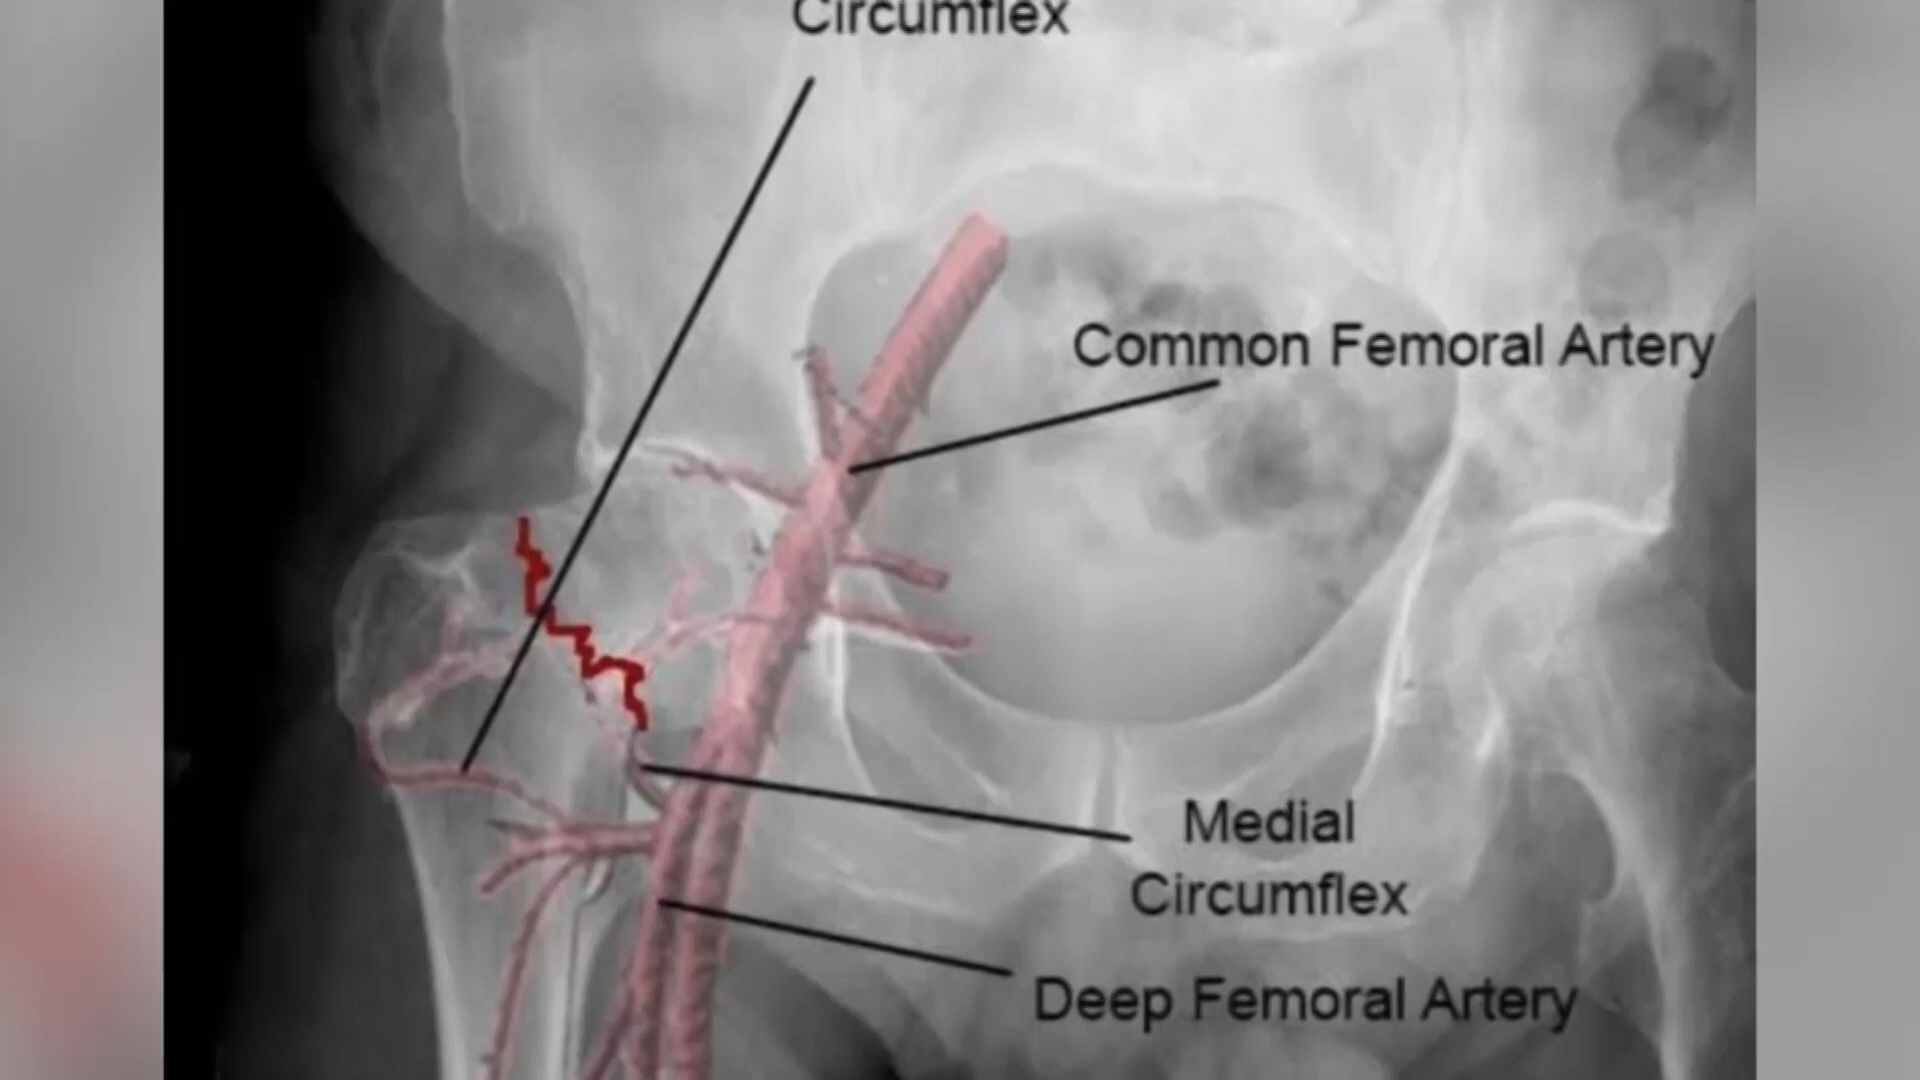 Circumflex
Common Femoral Artery
Medial
Circumflex
Deep Femoral Artery